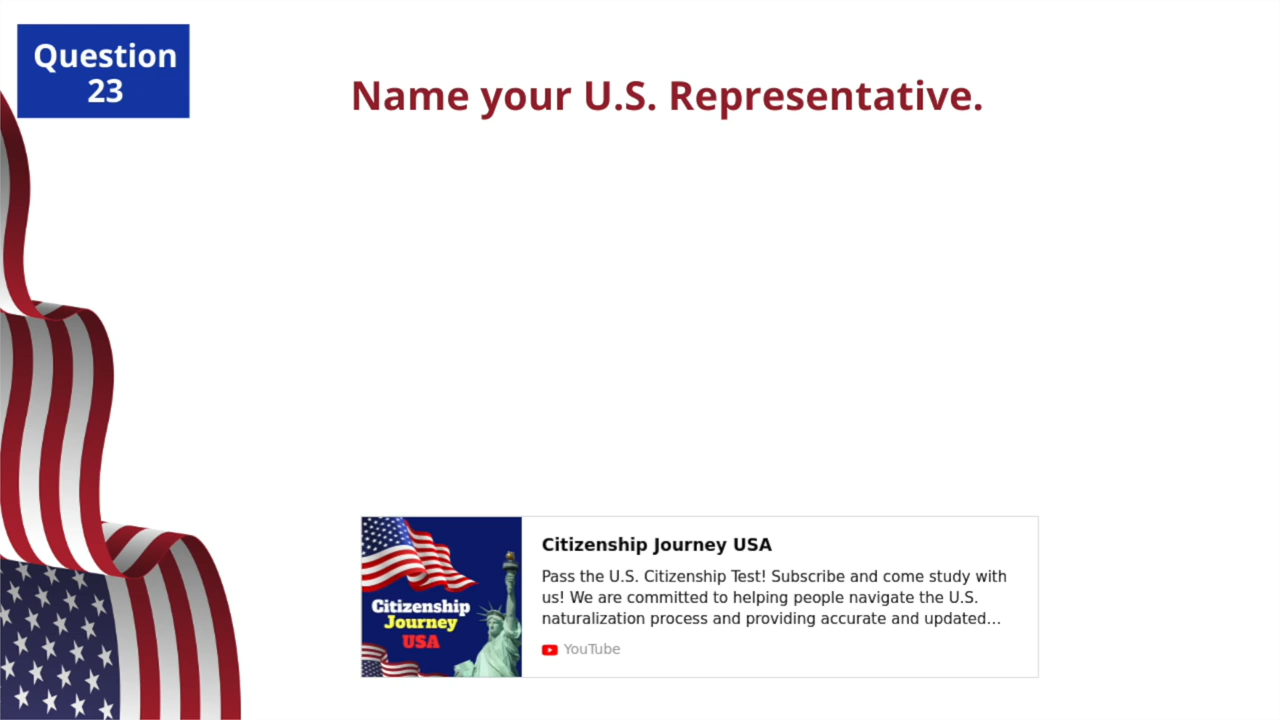 Question
23
Name your U.S. Representative.
Citizenship Journey USA
Pass the U.S. Citizenship Test! Subscribe and come study with
us! We are committed to helping people navigate the U.S.
naturalization process and providing accurate and updated...
YouTube
Citizenship
Journey
USA